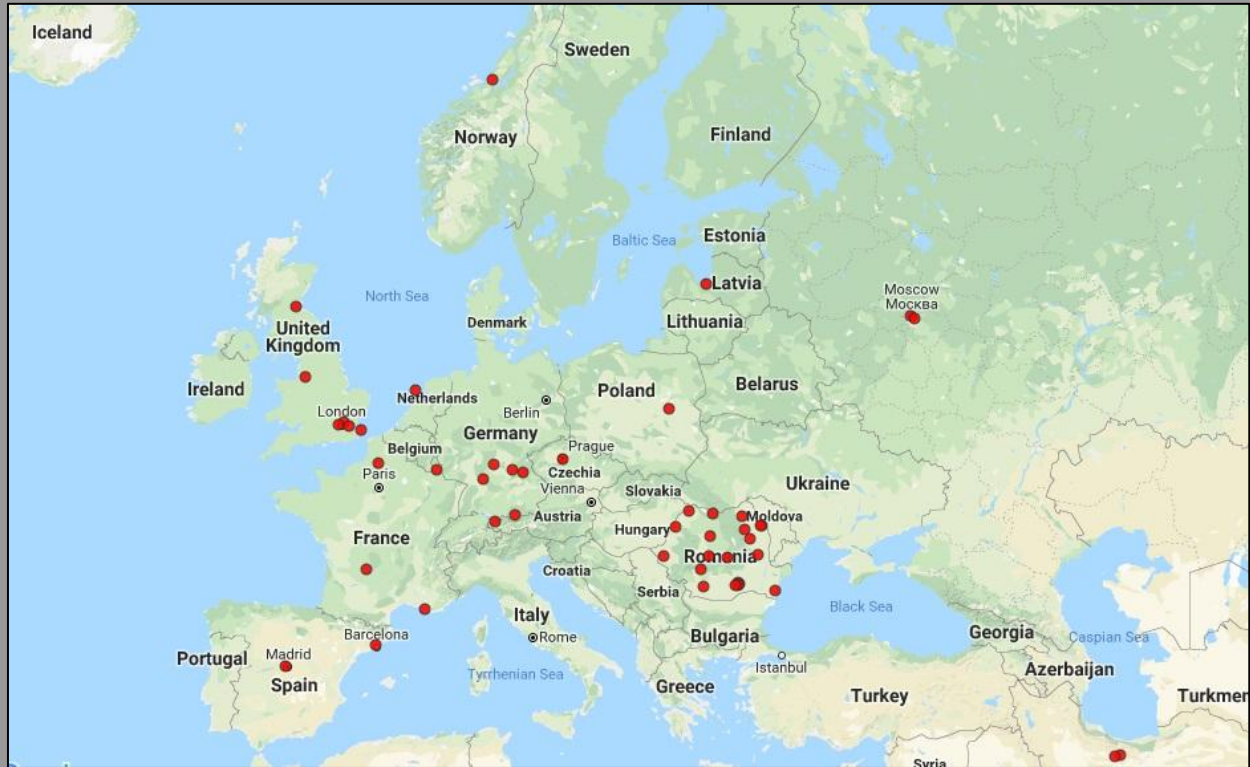 Iceland
Sweden
Norway
Finland
Estonia
Baltic Sea
Latvia
Moscow
Москва
North Sea
Denmark
Lithuania
United
Kingdom
Ireland
Netherlands
Poland
Belarus
London
Berlin
Germany
Belgium
Prague
Czechia
Paris
Vienna
Slovakia
Ukraine
Austria
Hungary
Moldova
France
Romania
Croatia
Serbia
Black Sea
Italy
Georgia
Caspian Sea
Barcelona
Rome
Bulgaria
Portugal
Madrid
Istanbul
Azerbaijan
Spain
Tyrrhenian Sea
Greece
Turkey
Turkmer
Syria